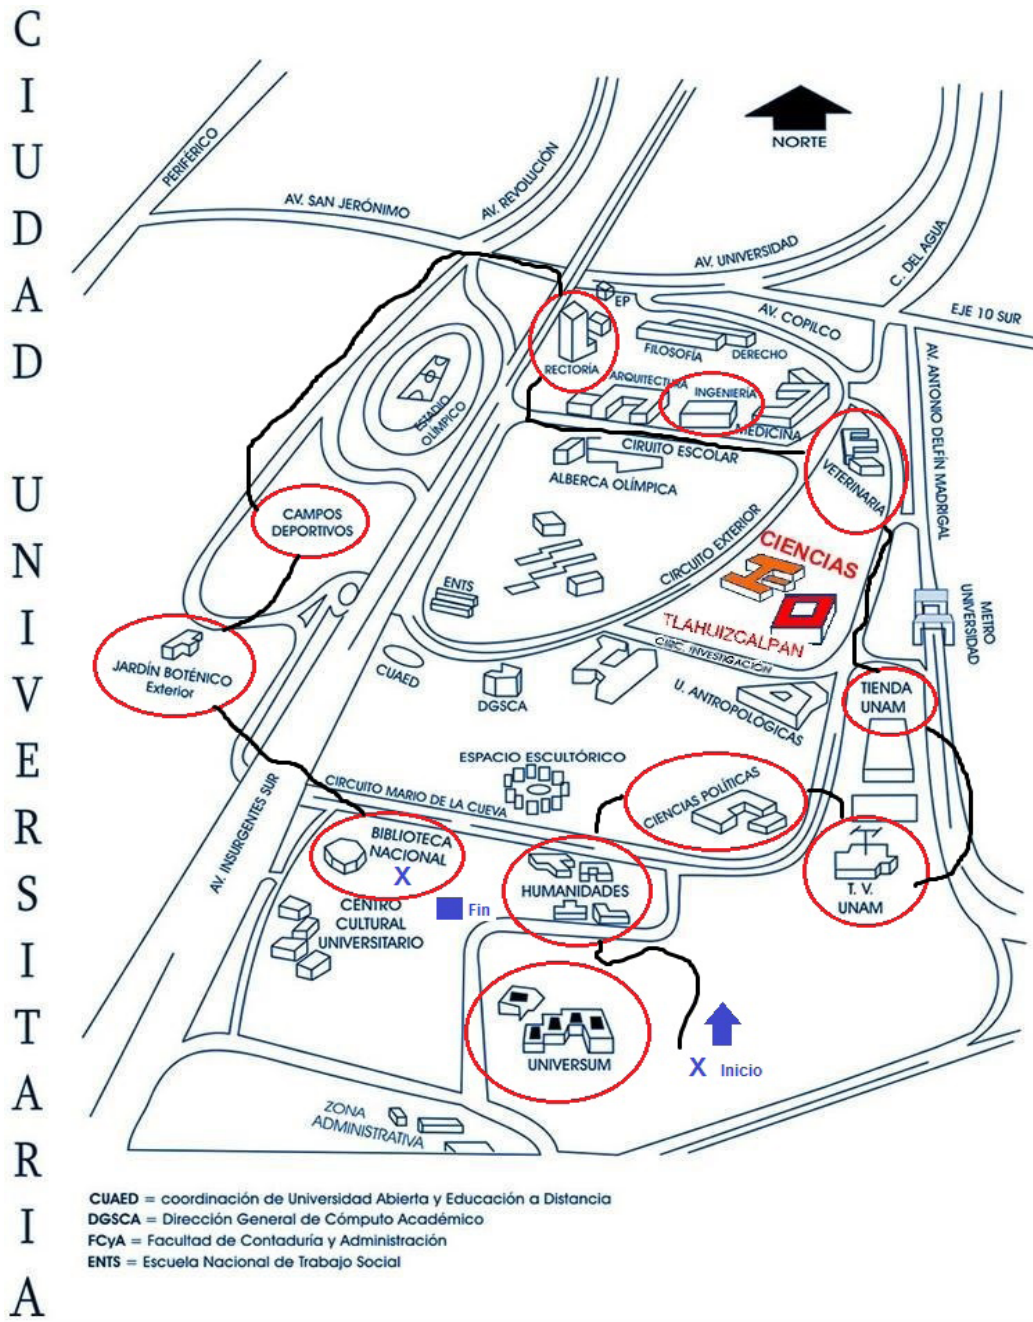 CIUDAD UNIVERSITARIA
NORTE
PERIFÉRICO
AV. SAN JERÓNIMO
AV. REVOLUCIÓN
AV. UNIVERSIDAD
C. DEL AGUA
EP
AV. COPILCO
EJE 10 SUR
FILOSOFÍA
DERECHO
RECTORÍA
ARQUITECTURA
INGENIERÍA
MEDICINA
AV. ANTONIO DELFÍN MADRIGAL
ESTADIO
OLÍMPICO
CIRUITO ESCOLAR
ALBERCA OLÍMPICA
VETERINARIA
CAMPOS
DEPORTIVOS
CIRCUITO EXTERIOR
CIENCIAS
ENTS
TLAHUIZCALPAN
METRO
UNIVERSIDAD
JARDÍN BOTÉNICO
Exterior
CUAED
CIRC. INVESTIGACIÓN
DGSCA
U. ANTROPOLOGICAS
TIENDA
UNAM
ESPACIO ESCULTÓRICO
CIRCUITO MARIO DE LA CUEVA
CIENCIAS POLÍTICAS
AV. INSURGENTES SUR
BIBLIOTECA
NACIONAL
X
HUMANIDADES
T. V.
UNAM
Fin
CENTRO
CULTURAL
UNIVERSITARIO
UNIVERSUM
X Inicio
ZONA
ADMINISTRATIVA
CUAED = coordinación de Universidad Abierta y Educación a Distancia
DGSCA = Dirección General de Cómputo Académico
FCyA = Facultad de Contaduría y Administración
ENTS = Escuela Nacional de Trabajo Social